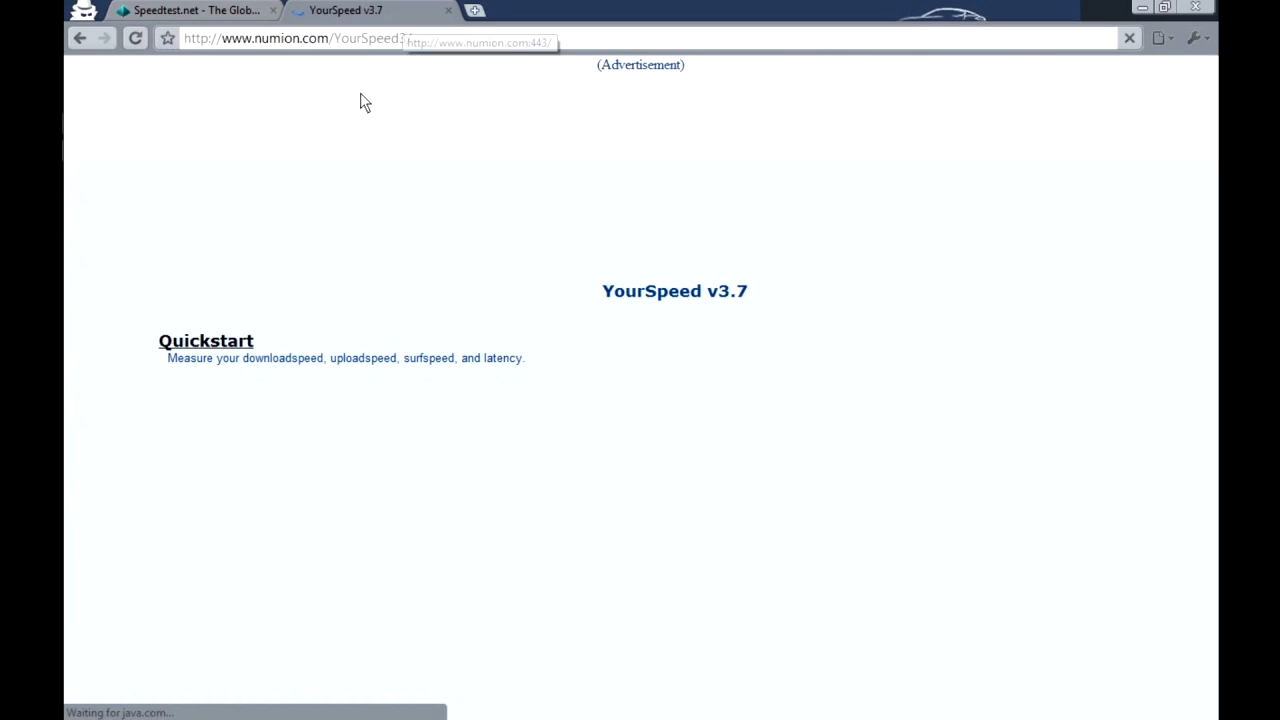 Speedtest.net - The Glob...
YourSpeed v3.7
http://www.numion.com/YourSpeed3
http://www.numion.com:443/
(Advertisement)
YourSpeed v3.7
Quickstart
Measure your downloadspeed, uploadspeed, surfspeed, and latency.
Waiting for java.com...